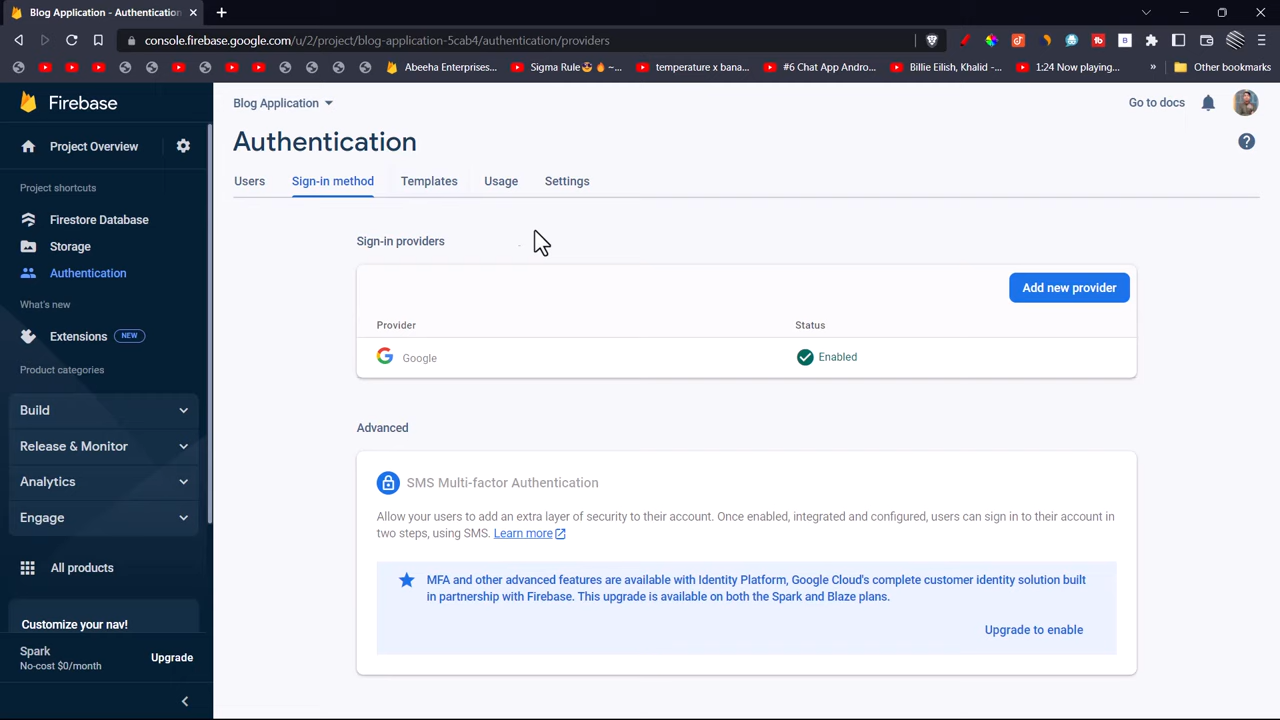 Blog Application - Authentication
console.firebase.google.com/u/2/project/blog-application-5cab4/authentication/providers
Abeeha Enterprises...
Sigma Rule😎🔥~...
temperature x bana...
#6 Chat App Andro...
Billie Eilish, Khalid -...
1:24 Now playing...
»
Other bookmarks
Firebase
Blog Application
Go to docs
Project Overview
Authentication
Project shortcuts
Users
Sign-in method
Templates
Usage
Settings
Firestore Database
Storage
Authentication
What's new
Extensions
NEW
Product categories
Build
Release & Monitor
Analytics
Engage
All products
Customize your nav!
Spark
No-cost $0/month
Upgrade
Sign-in providers
Add new provider
Provider
Status
Google
Enabled
Advanced
SMS Multi-factor Authentication
Allow your users to add an extra layer of security to their account. Once enabled, integrated and configured, users can sign in to their account in
two steps, using SMS. Learn more
MFA and other advanced features are available with Identity Platform, Google Cloud's complete customer identity solution built
in partnership with Firebase. This upgrade is available on both the Spark and Blaze plans.
Upgrade to enable